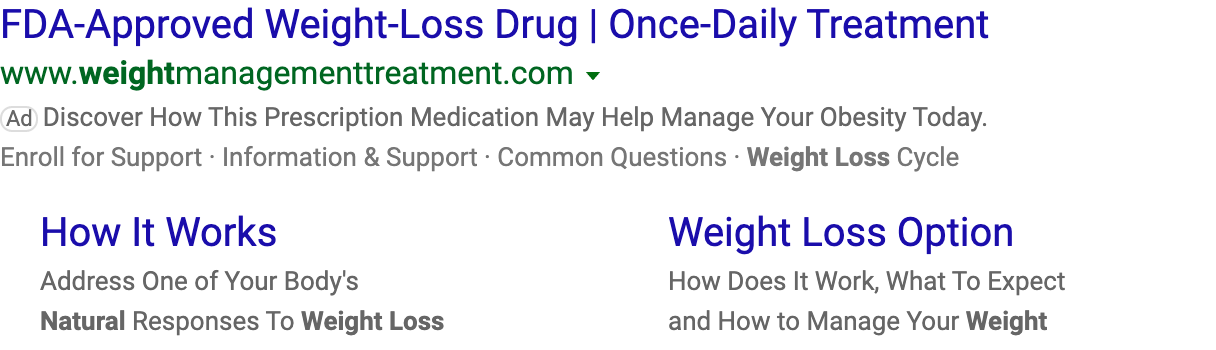 FDA-Approved Weight-Loss Drug | Once-Daily Treatment
www.weightmanagementtreatment.com
Ad Discover How This Prescription Medication May Help Manage Your Obesity Today.
Enroll for Support · Information & Support · Common Questions · Weight Loss Cycle
How It Works
Address One of Your Body's
Natural Responses To Weight Loss
Weight Loss Option
How Does It Work, What To Expect
and How to Manage Your Weight